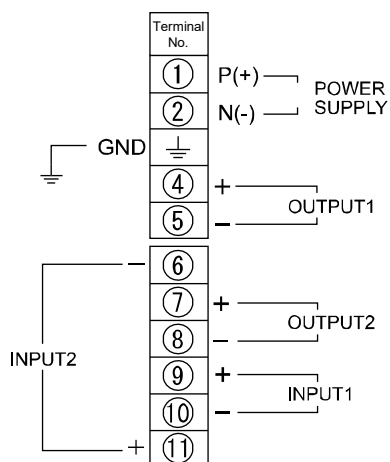 Terminal
No.
① P(+)
② N(-)
POWER
SUPPLY
GND
④ +
⑤ −
OUTPUT1
− ⑥
⑦ +
⑧ −
OUTPUT2
INPUT2
⑨ +
⑩ −
INPUT1
+ ⑪